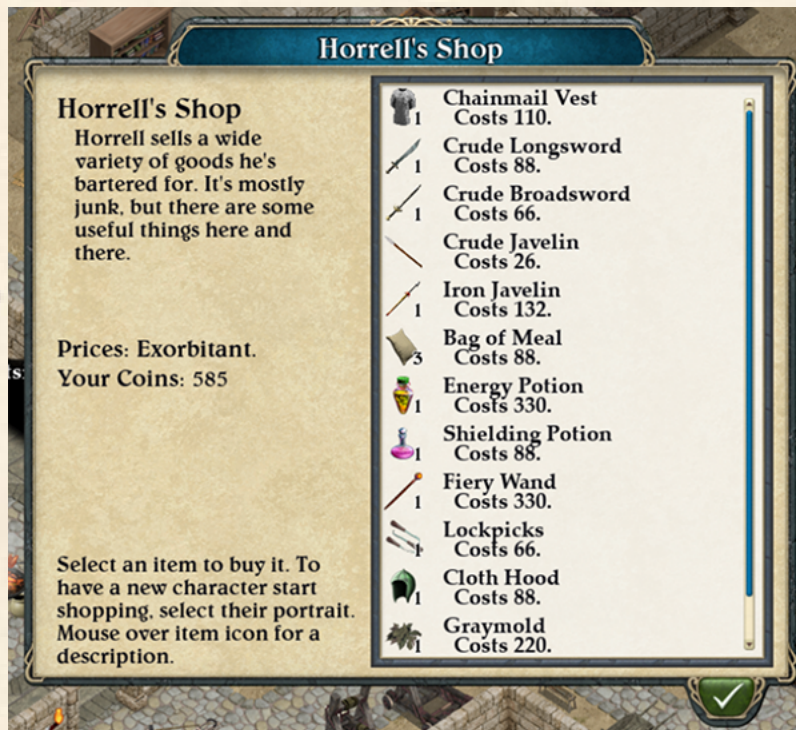 Horrell's Shop
Horrell's Shop
Horrell sells a wide
variety of goods he's
bartered for. It's mostly
junk, but there are some
useful things here and
there.
Prices: Exorbitant.
Your Coins: 585
Select an item to buy it. To
have a new character start
shopping, select their portrait.
Mouse over item icon for a
description.
Chainmail Vest
1 Costs 110.
Crude Longsword
1 Costs 88.
Crude Broadsword
1 Costs 66.
Crude Javelin
Costs 26.
Iron Javelin
1 Costs 132.
Bag of Meal
3 Costs 88.
Energy Potion
1 Costs 330.
Shielding Potion
1 Costs 88.
Fiery Wand
1 Costs 330.
Lockpicks
1 Costs 66.
Cloth Hood
1 Costs 88.
Graymold
1 Costs 220.